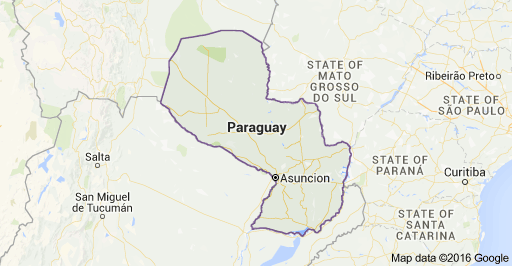 STATE OF
MATO
GROSSO
DO SUL
Ribeirão Preto
STATE OF
SÃO PAULO
Paraguay
Salta
Asuncion
STATE OF
PARANÁ
Curitiba
San Miguel
de Tucumán
STATE OF
SANTA
CATARINA
Map data ©2016 Google